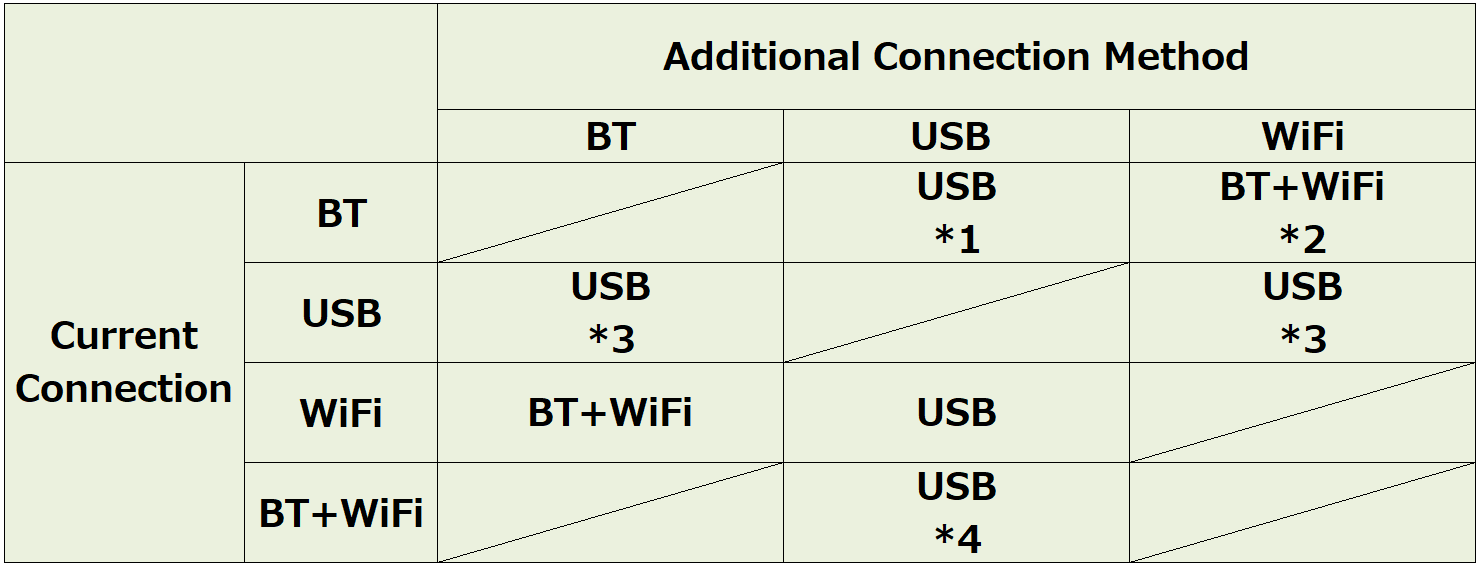 Additional Connection Method
BT
USB
WiFi
Current
Connection
BT
USB
*1
BT+WiFi
*2
USB
USB
*3
USB
*3
WiFi
BT+WiFi
USB
BT+WiFi
USB
*4